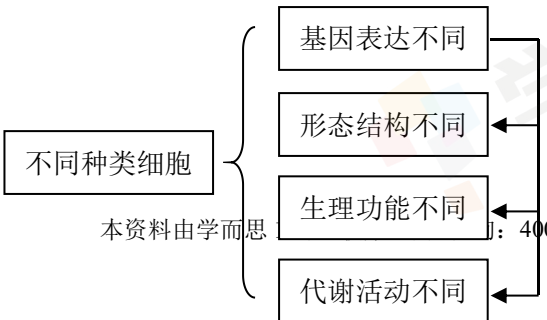 基因表达不同
形态结构不同
不同种类细胞
生理功能不同
本资料由学而思
：400
代谢活动不同